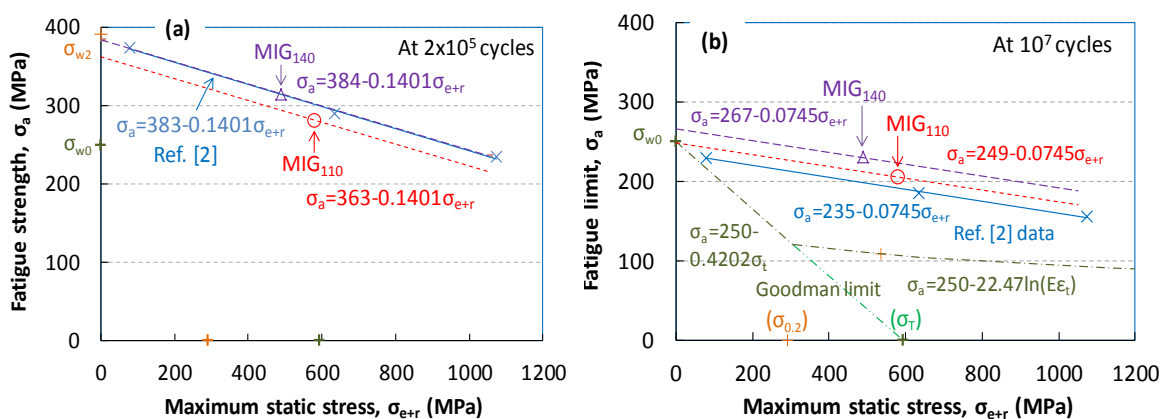 (a)
At 2x10⁵ cycles
400
300
200
100
0
σw2
σw0
Fatigue strength, σa (MPa)
MIG140
σa=384-0.1401σe+r
σa=383-0.1401σe+r
Ref. [2]
MIG110
σa=363-0.1401σe+r
0 200 400 600 800 1000 1200
Maximum static stress, σe+r (MPa)
(b)
At 10⁷ cycles
400
300
200
100
0
σw0
Fatigue limit, σa (MPa)
MIG140
σa=267-0.0745σe+r
MIG110
σa=249-0.0745σe+r
σa=235-0.0745σe+r
Ref. [2] data
σa=250-
0.4202σt
Goodman limit
σa=250-22.47ln(Eεt)
(σ0.2)
(σT)
0 200 400 600 800 1000 1200
Maximum static stress, σe+r (MPa)